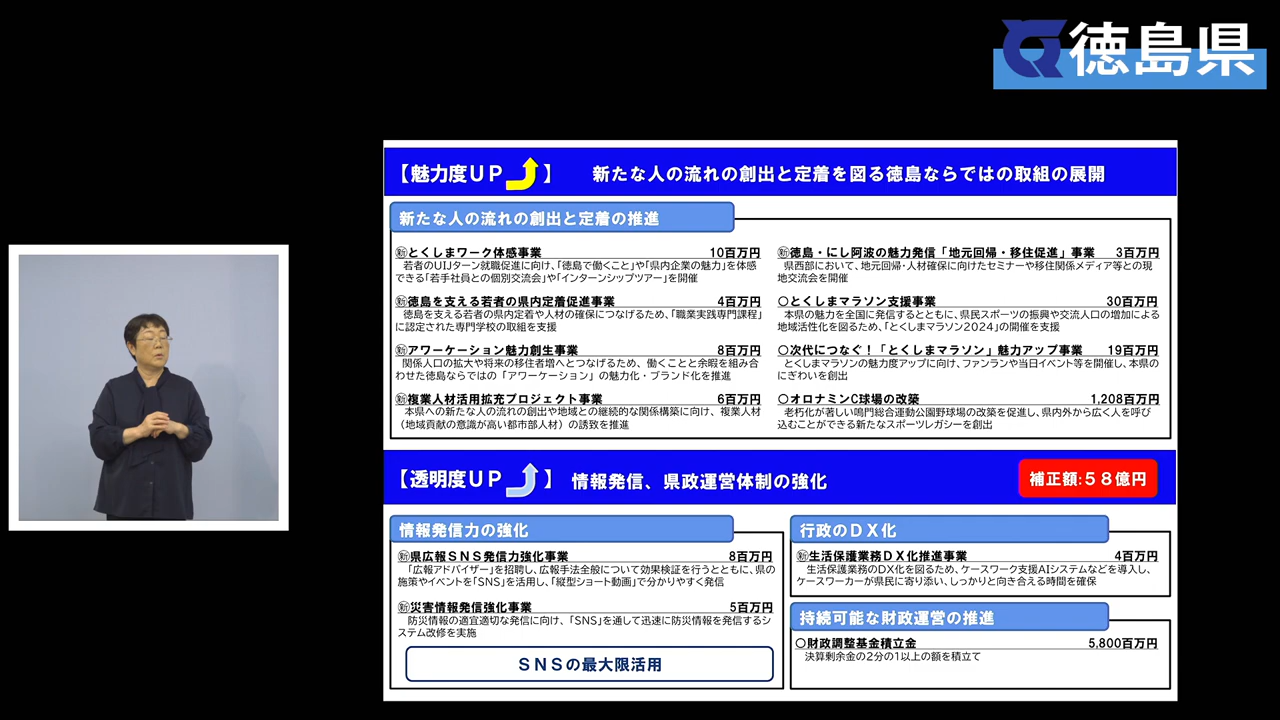 徳島県
【魅力度UP】 新たな人の流れの創出と定着を図る徳島ならではの取組の展開
新たな人の流れの創出と定着の推進
㊟とくしまワーク体感事業 10百万円
若者のUIJターン就職促進に向け、「徳島で働くこと」や「県内企業の魅力」を体感
できる「若手社員との個別交流会」や「インターンシップツアー」を開催
新徳島を支える若者の県内定着促進事業 4百万円
徳島を支える若者の県内定着や人材の確保につなげるため、「職業実践専門課程」
に認定された専門学校の取組を支援
新アワーケーション魅力創生事業 8百万円
関係人口の拡大や将来の移住者増へとつなげるため、働くことと余暇を組み合
わせた徳島ならではの「アワーケーション」の魅力化・ブランド化を推進
新複業人材活用拡充プロジェクト事業 6百万円
本県への新たな人の流れの創出や地域との継続的な関係構築に向け、複業人材
（地域貢献の意識が高い都市部人材）の誘致を推進
新徳島・にし阿波の魅力発信「地元回帰・移住促進」事業 3百万円
県西部において、地元回帰・人材確保に向けたセミナーや移住関係メディア等との現
地交流会を開催
○とくしまマラソン支援事業 30百万円
本県の魅力を全国に発信するとともに、県民スポーツの振興や交流人口の増加による
地域活性化を図るため、「とくしまマラソン2024」の開催を支援
○次代につなぐ！「とくしまマラソン」魅力アップ事業 19百万円
とくしまマラソンの魅力度アップに向け、ファンランや当日イベント等を開催し、本県の
にぎわいを創出
○オロナミンC球場の改築 1,208百万円
老朽化が著しい鳴門総合運動公園野球場の改築を促進し、県内外から広く人を呼び
込むことができる新たなスポーツレガシーを創出
【透明度UP】 情報発信、県政運営体制の強化
補正額:58億円
情報発信力の強化
新県広報SNS発信力強化事業 8百万円
「広報アドバイザー」を招聘し、広報手法全般について効果検証を行うとともに、県の
施策やイベントを「SNS」を活用し、「縦型ショート動画」で分かりやすく発信
新災害情報発信強化事業 5百万円
防災情報の適宜適切な発信に向け、「SNS」を通して迅速に防災情報を発信するシ
ステム改修を実施
SNSの最大限活用
行政のDX化
新生活保護業務DX化推進事業 4百万円
生活保護業務のDX化を図るため、ケースワーク支援AIシステムなどを導入し、
ケースワーカーが県民に寄り添い、しっかりと向き合える時間を確保
持続可能な財政運営の推進
○財政調整基金積立金 5,800百万円
決算剰余金の2分の1以上の額を積立て